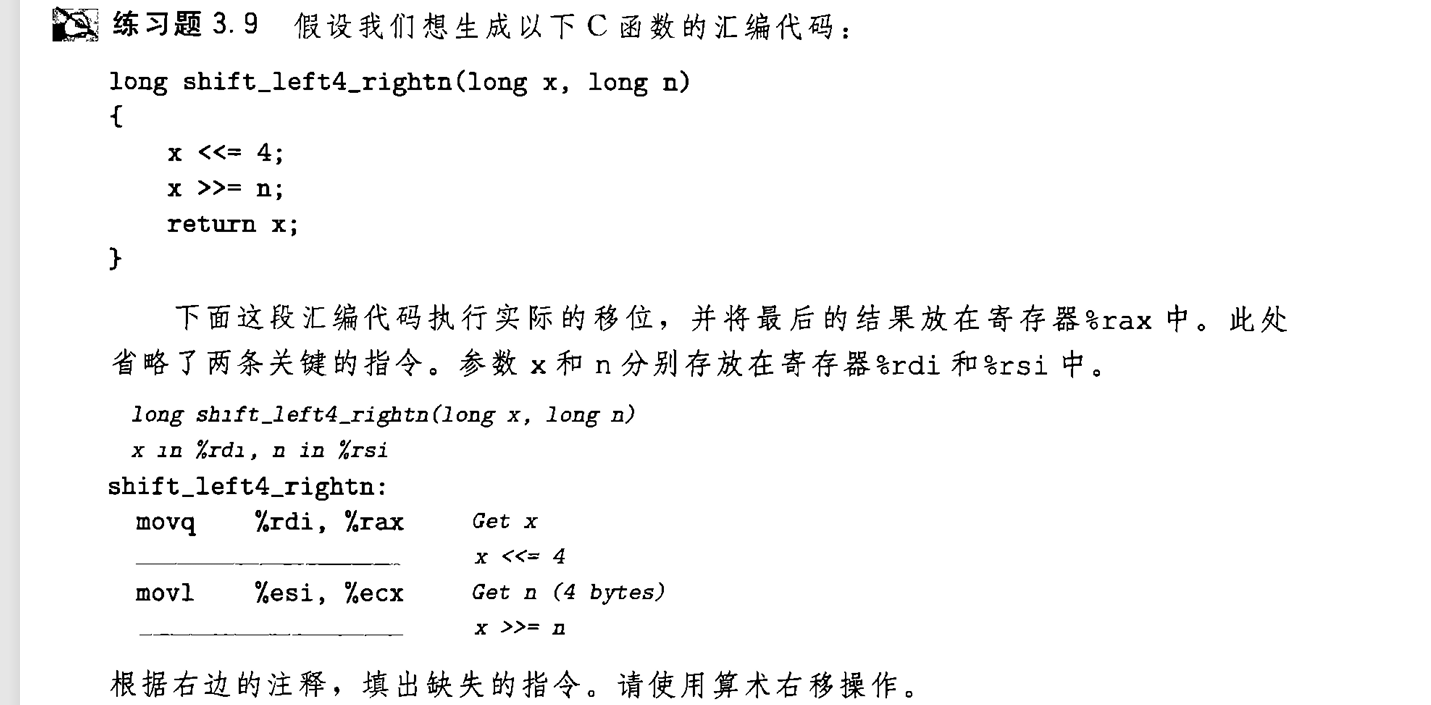 练习题 3.9 假设我们想生成以下 C 函数的汇编代码：
long shift_left4_rightn(long x, long n)
{
x <<= 4;
x >>= n;
return x;
}
下面这段汇编代码执行实际的移位，并将最后的结果放在寄存器%rax 中。此处
省略了两条关键的指令。参数 x 和 n 分别存放在寄存器%rdi 和%rsi 中。
long shift_left4_rightn(long x, long n)
x in %rdi, n in %rsi
shift_left4_rightn:
movq %rdi, %rax Get x
x <<= 4
movl %esi, %ecx Get n (4 bytes)
x >>= n
根据右边的注释，填出缺失的指令。请使用算术右移操作。